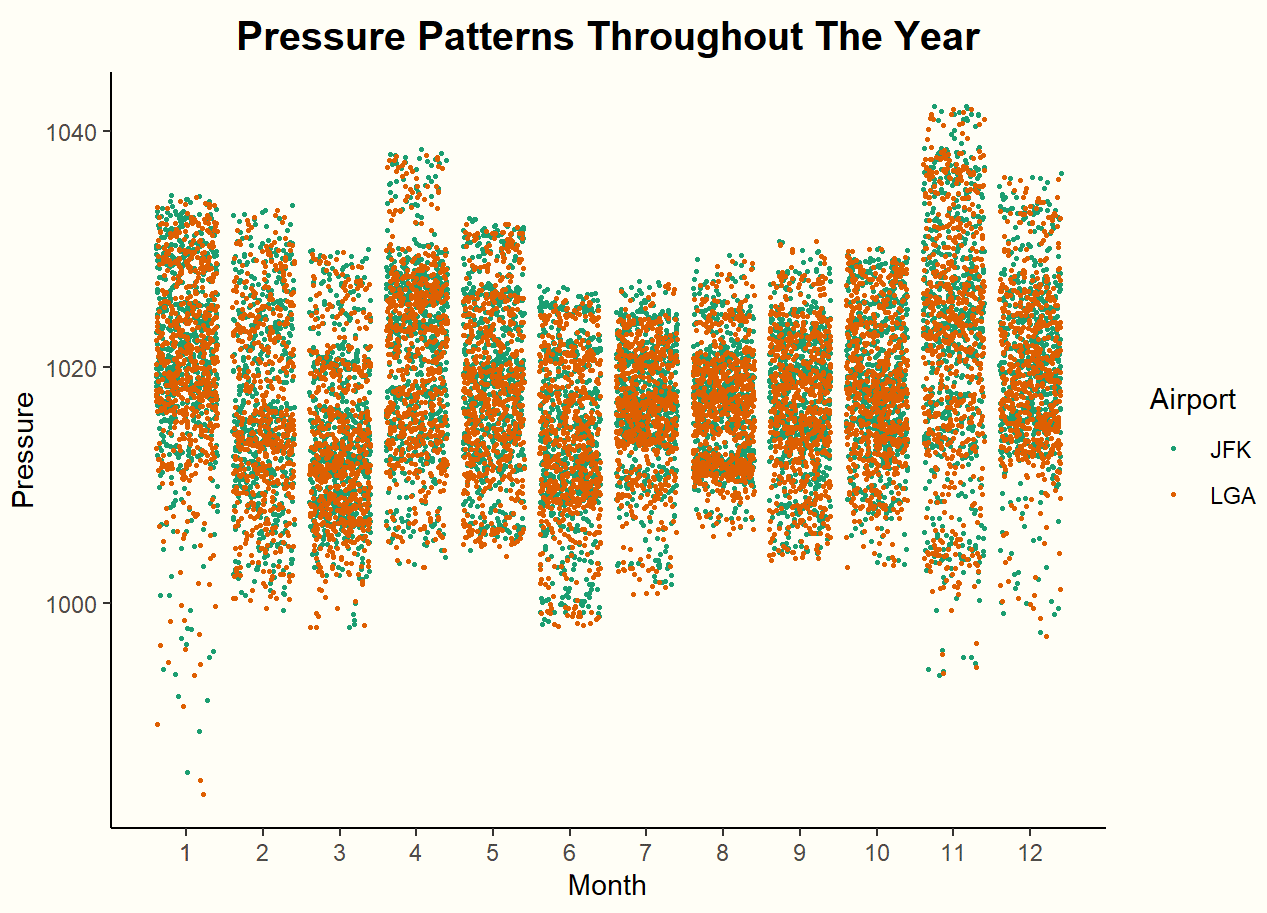 Pressure Patterns Throughout The Year
Pressure
1040
1020
1000
1 2 3 4 5 6 7 8 9 10 11 12
Month
Airport
JFK
LGA